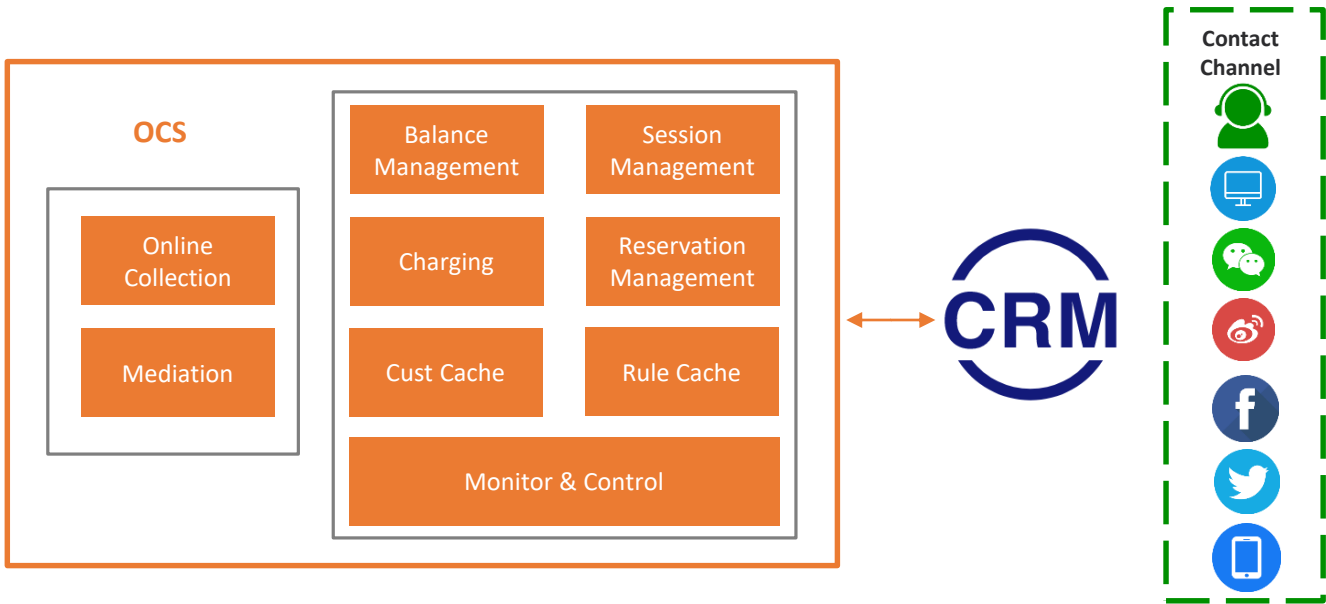 OCS
Online
Collection
Mediation
Balance
Management
Session
Management
Charging
Reservation
Management
Cust Cache
Rule Cache
Monitor & Control
CRM
Contact
Channel
f